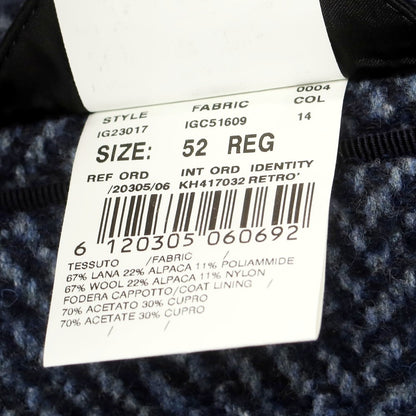 0004
STYLE FABRIC COL
IG23017 IGC51609 14
SIZE: 52 REG
REF ORD INT ORD IDENTITY
/20305/06 KH417032 RETRO'
6 120305 060692
TESSUTO /FABRIC/
67% LANA 22% ALPACA 11% POLIAMMIDE
67% WOOL 22% ALPACA 11% NYLON
FODERA CAPPOTTO/COAT LINING/
70% ACETATO 30% CUPRO
70% ACETATE 30% CUPRO